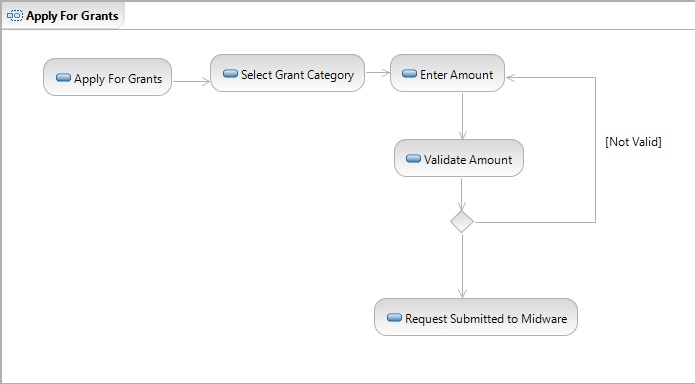 Apply For Grants
Apply For Grants
Select Grant Category
Enter Amount
[Not Valid]
Validate Amount
Request Submitted to Midware